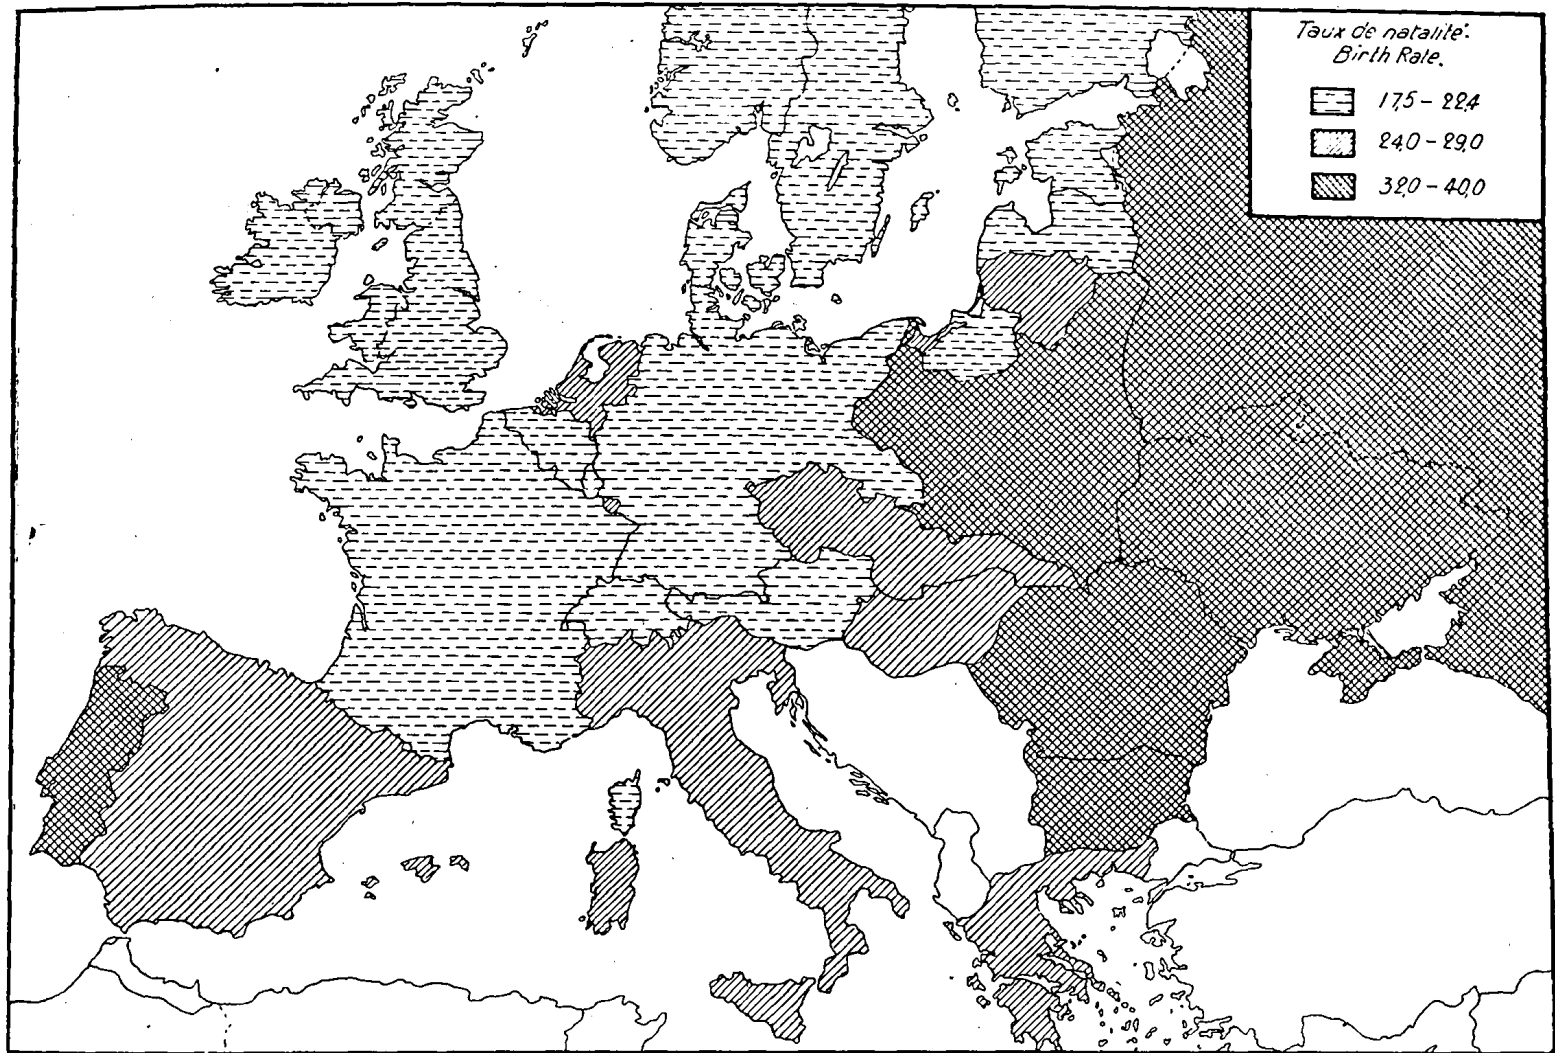 Taux de natalité.
Birth Rate.
17,5 – 22,4
24,0 – 29,0
32,0 – 40,0